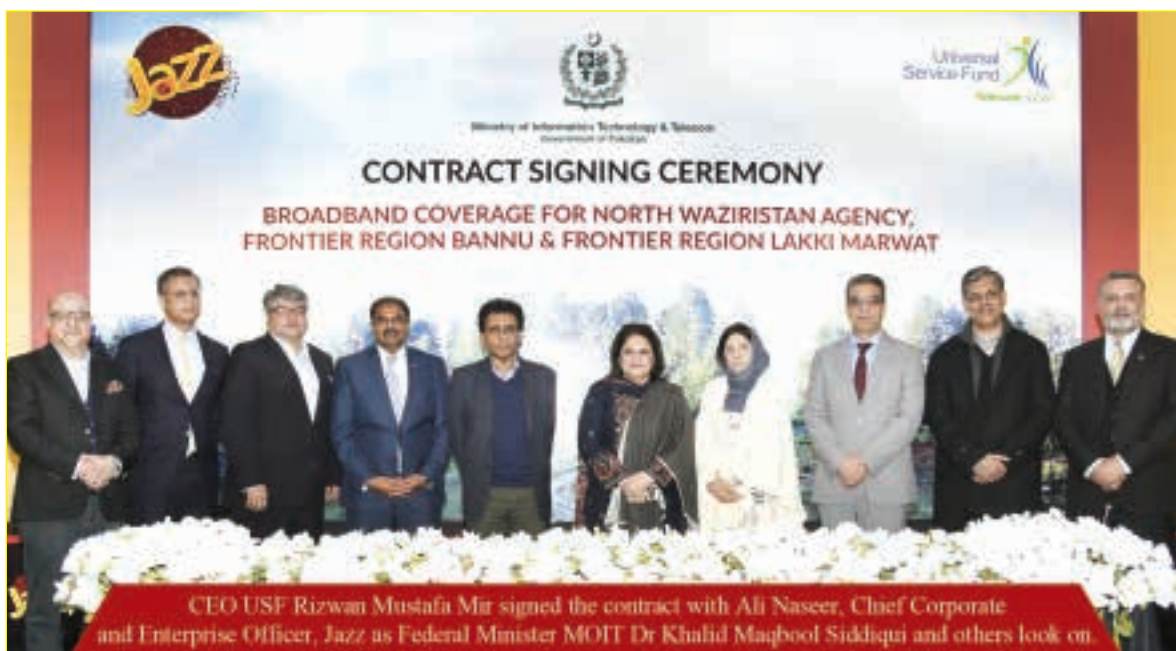 Jazz
Universal
Service Fund
Ministry of Information Technology & Telecom
Government of Pakistan
CONTRACT SIGNING CEREMONY
BROADBAND COVERAGE FOR NORTH WAZIRISTAN AGENCY,
FRONTIER REGION BANNU & FRONTIER REGION LAKKI MARWAT
CEO USF Rizwan Mustafa Mir signed the contract with Ali Naseer, Chief Corporate
and Enterprise Officer, Jazz as Federal Minister MOIT Dr Khalid Maqbool Siddiqui and others look on.